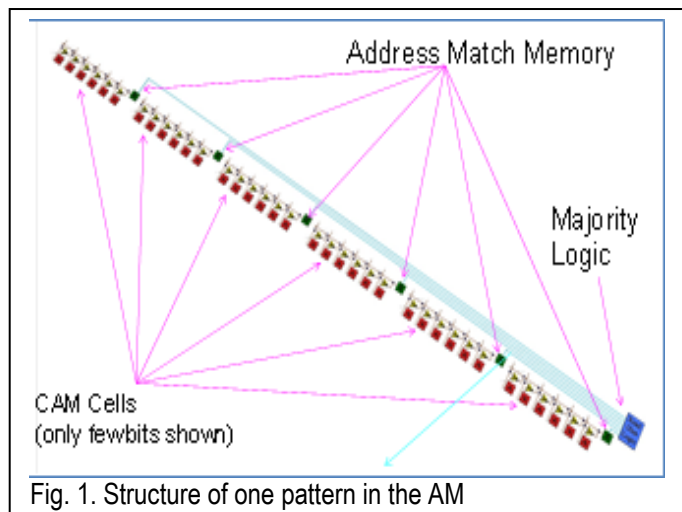 Address Match Memory
Majority
Logic
CAM Cells
(only fewbits shown)
Fig. 1. Structure of one pattern in the AM